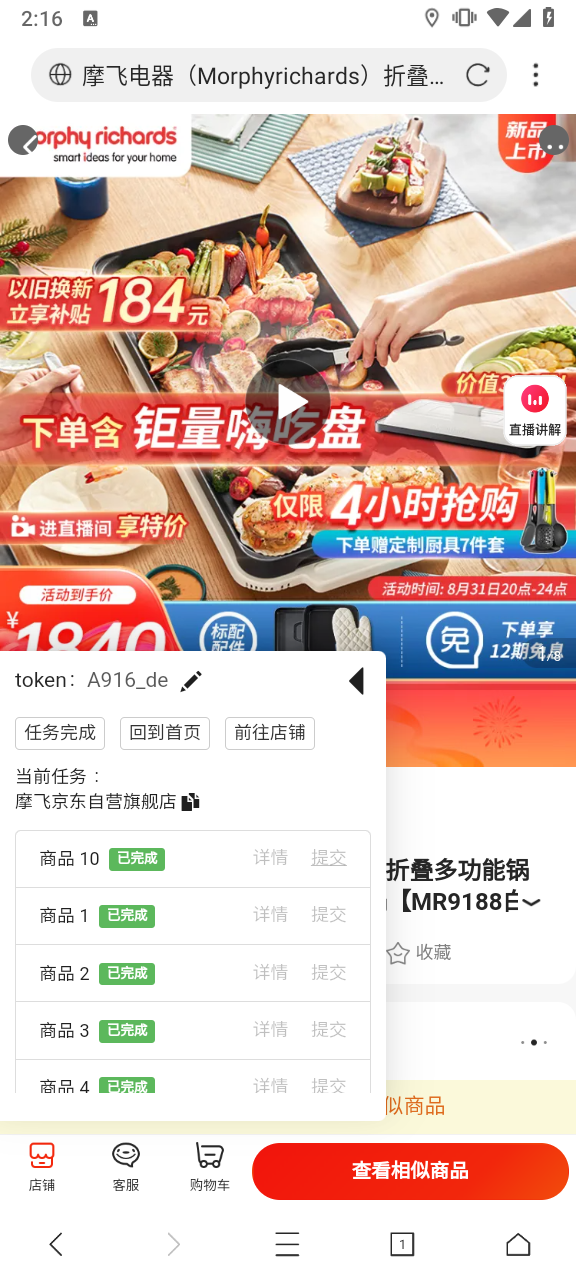 2:16
A
摩飞电器（Morphyrichards）折叠...
orphy richards
smart ideas for your home
新品
上市
以旧换新
立享补贴 184元
直播讲解
下单含 钜量嗨吃盘
仅限 4小时抢购
进直播间 享特价
下单赠定制厨具7件套
活动到手价
活动时间: 8月31日20点-24点
¥1840
标配
配件
免
下单享
12期免息
1/8
token: A916_de
任务完成
回到首页
前往店铺
当前任务：
摩飞京东自营旗舰店
商品 10 已完成 详情 提交
商品 1 已完成 详情 提交
商品 2 已完成 详情 提交
商品 3 已完成 详情 提交
商品 4 已完成 详情 提交
折叠多功能锅
【MR9188白
收藏
似商品
店铺
客服
购物车
查看相似商品
1